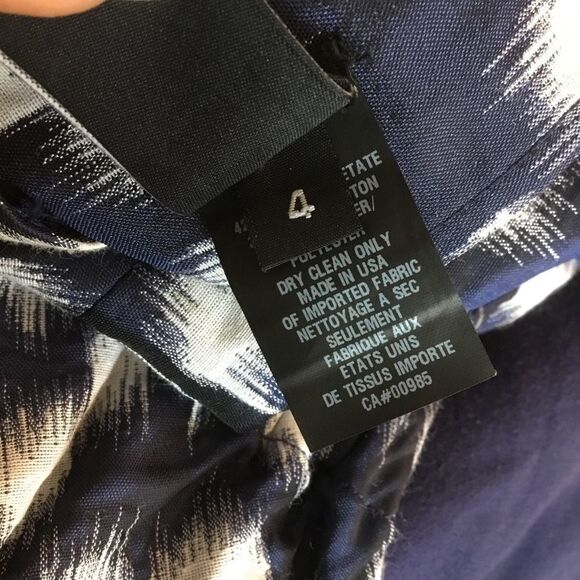 4
DRY CLEAN ONLY
MADE IN USA
OF IMPORTED FABRIC
NETTOYAGE A SEC
SEULEMENT
FABRIQUE AUX
ETATS UNIS
DE TISSUS IMPORTE
CA#00985